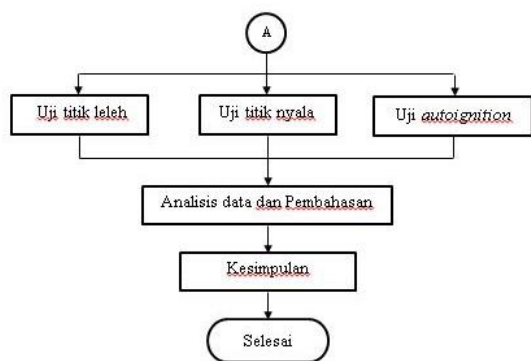 A
Uji titik leleh
Uji titik nyala
Uji autoignition
Analisis data dan Pembahasan
Kesimpulan
Selesai